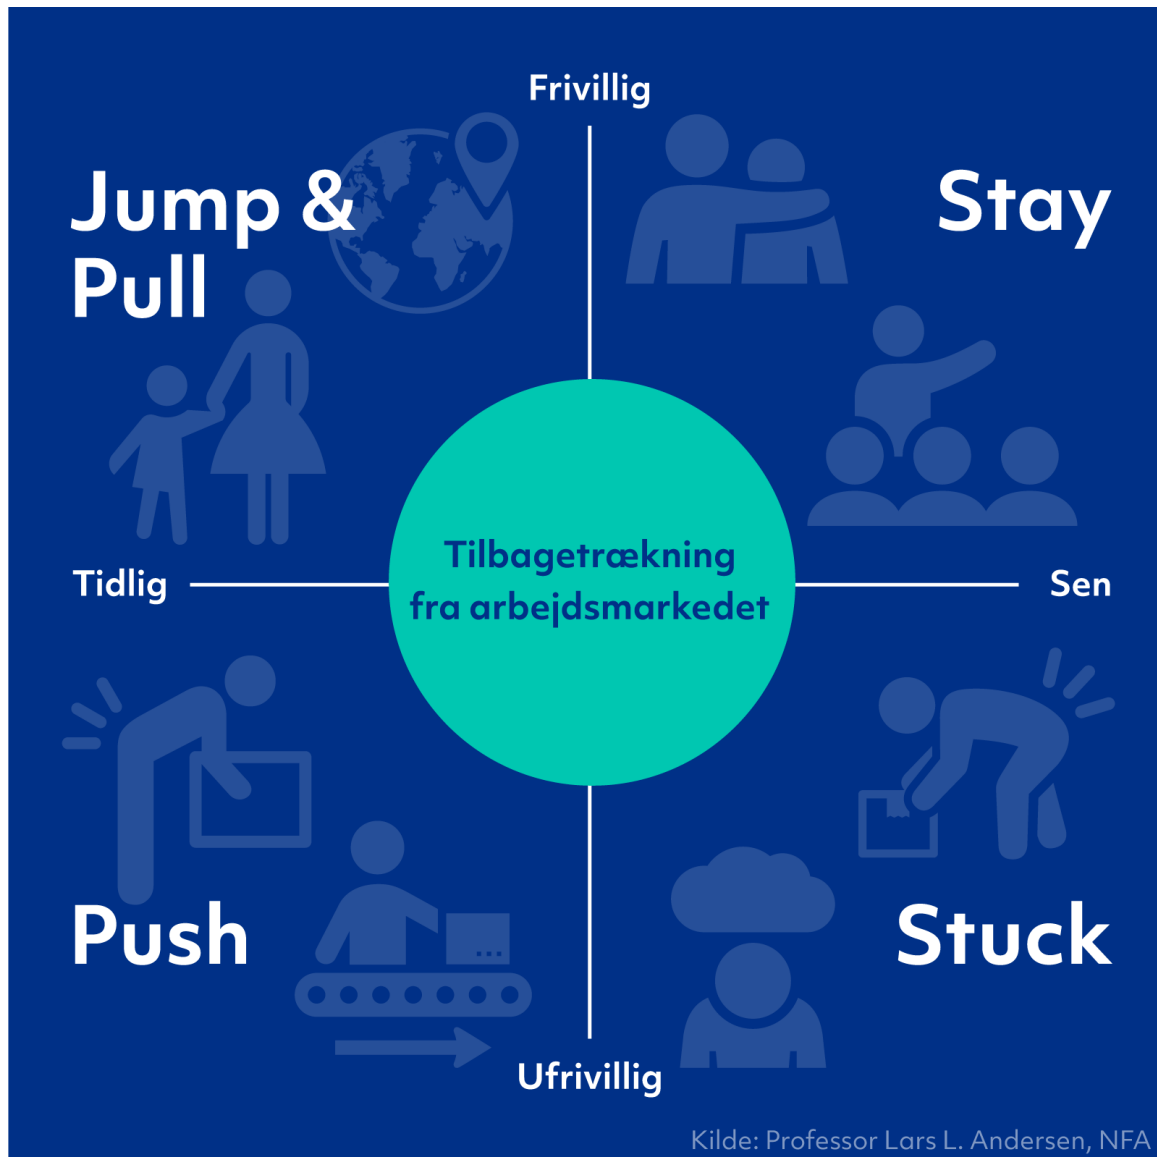 Frivillig
Jump &
Pull
Stay
Tidlig
Tilbagetrækning
fra arbejdsmarkedet
Sen
Push
Stuck
Ufrivillig
Kilde: Professor Lars L. Andersen, NFA